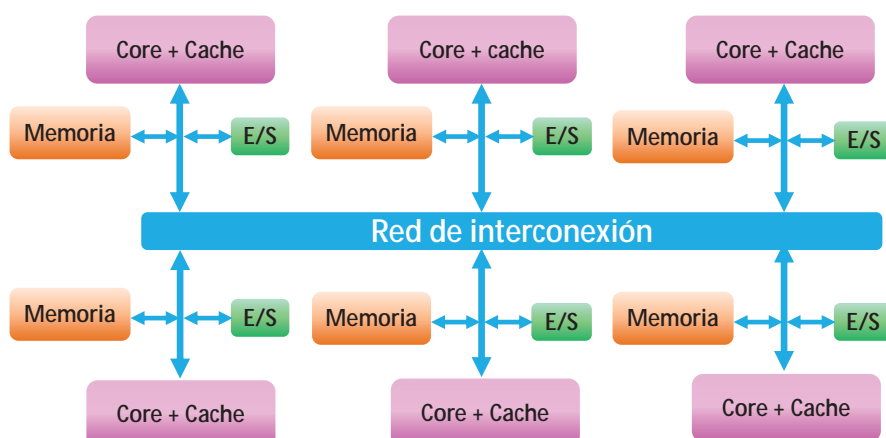 Core + Cache
Core + cache
Core + Cache
Memoria
E/S
Memoria
E/S
Memoria
E/S
Red de interconexión
Memoria
E/S
Memoria
E/S
Memoria
E/S
Core + Cache
Core + Cache
Core + Cache